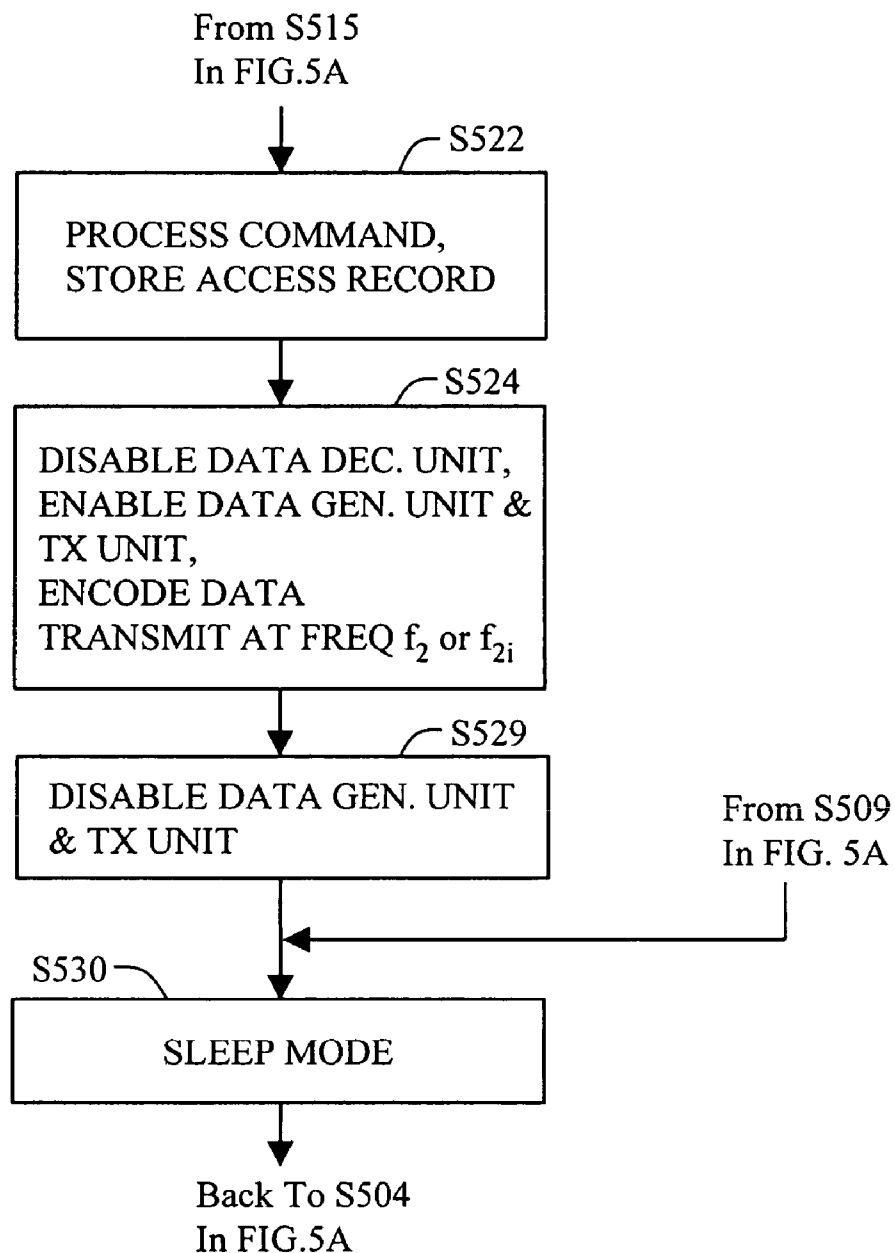 From S515
In FIG.5A
S522
PROCESS COMMAND,
STORE ACCESS RECORD
S524
DISABLE DATA DEC. UNIT,
ENABLE DATA GEN. UNIT &
TX UNIT,
ENCODE DATA
TRANSMIT AT FREQ f₂ or f₂ᵢ
S529
DISABLE DATA GEN. UNIT
& TX UNIT
From S509
In FIG. 5A
S530
SLEEP MODE
Back To S504
In FIG.5A